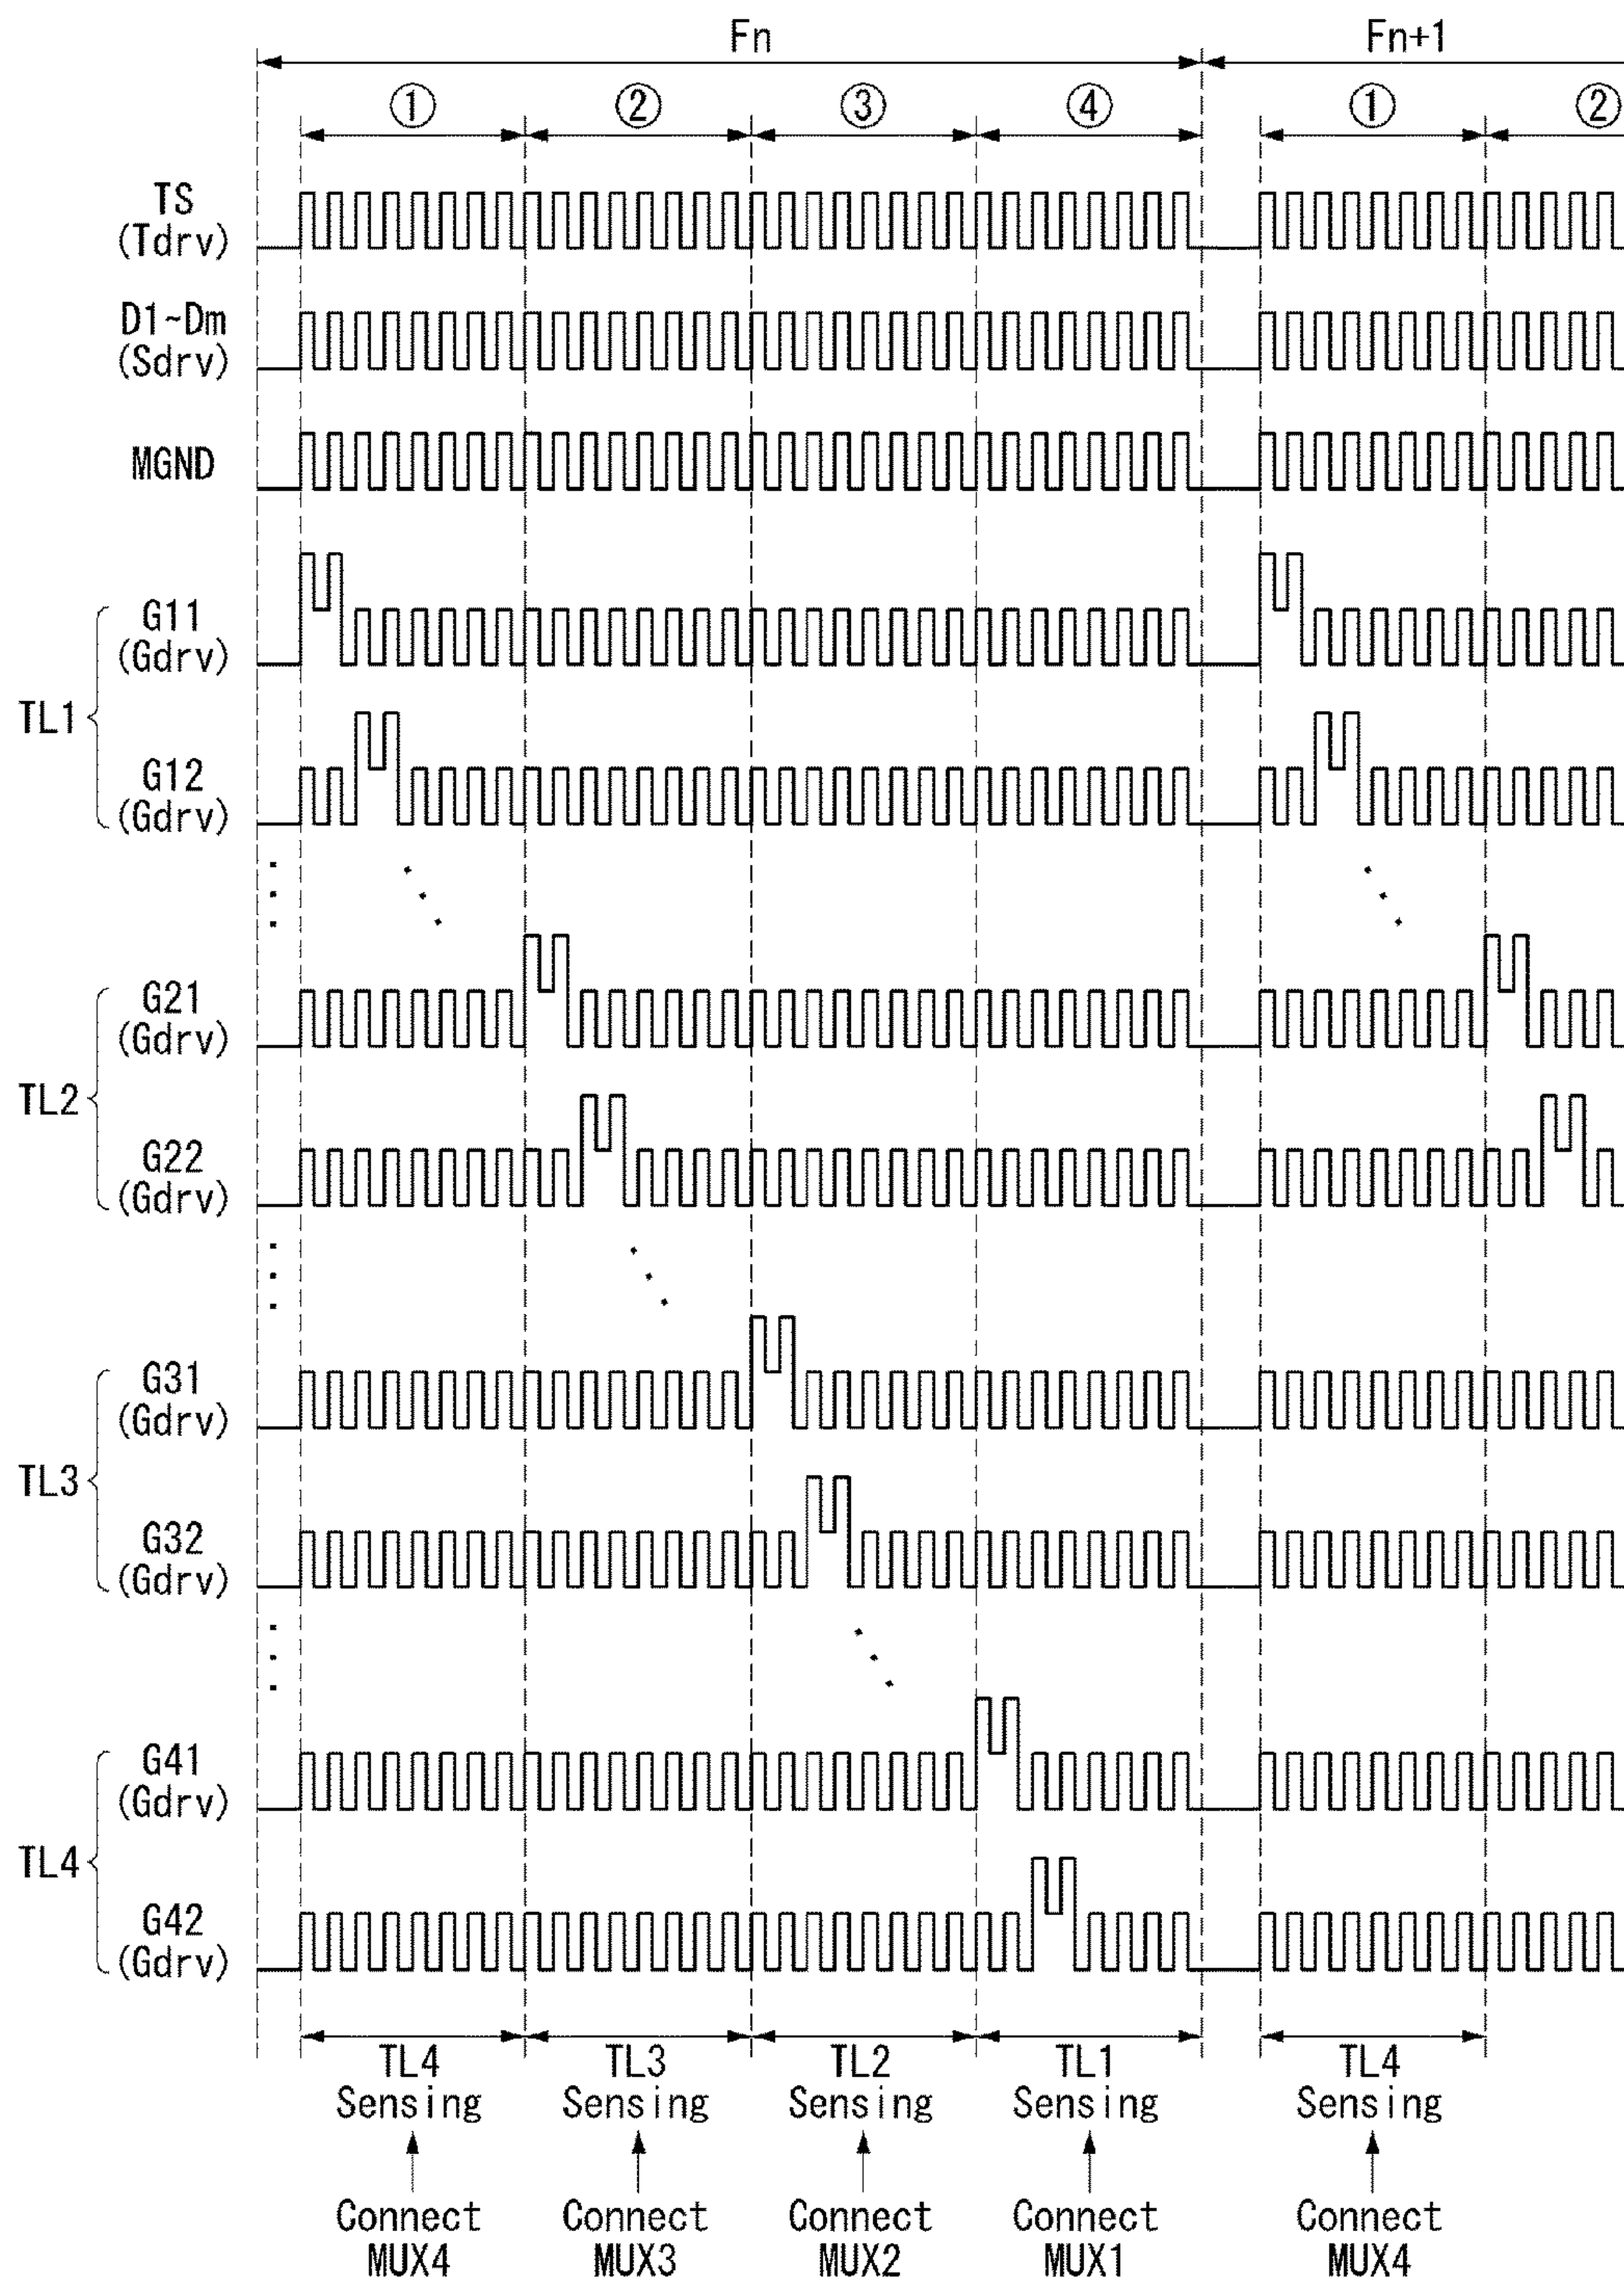 Fn
Fn+1
① ② ③ ④ ① ②
TS
(Tdrv)
D1~Dm
(Sdrv)
MGND
TL1
G11
(Gdrv)
G12
(Gdrv)
TL2
G21
(Gdrv)
G22
(Gdrv)
TL3
G31
(Gdrv)
G32
(Gdrv)
TL4
G41
(Gdrv)
G42
(Gdrv)
TL4
Sensing
Connect
MUX4
TL3
Sensing
Connect
MUX3
TL2
Sensing
Connect
MUX2
TL1
Sensing
Connect
MUX1
TL4
Sensing
Connect
MUX4